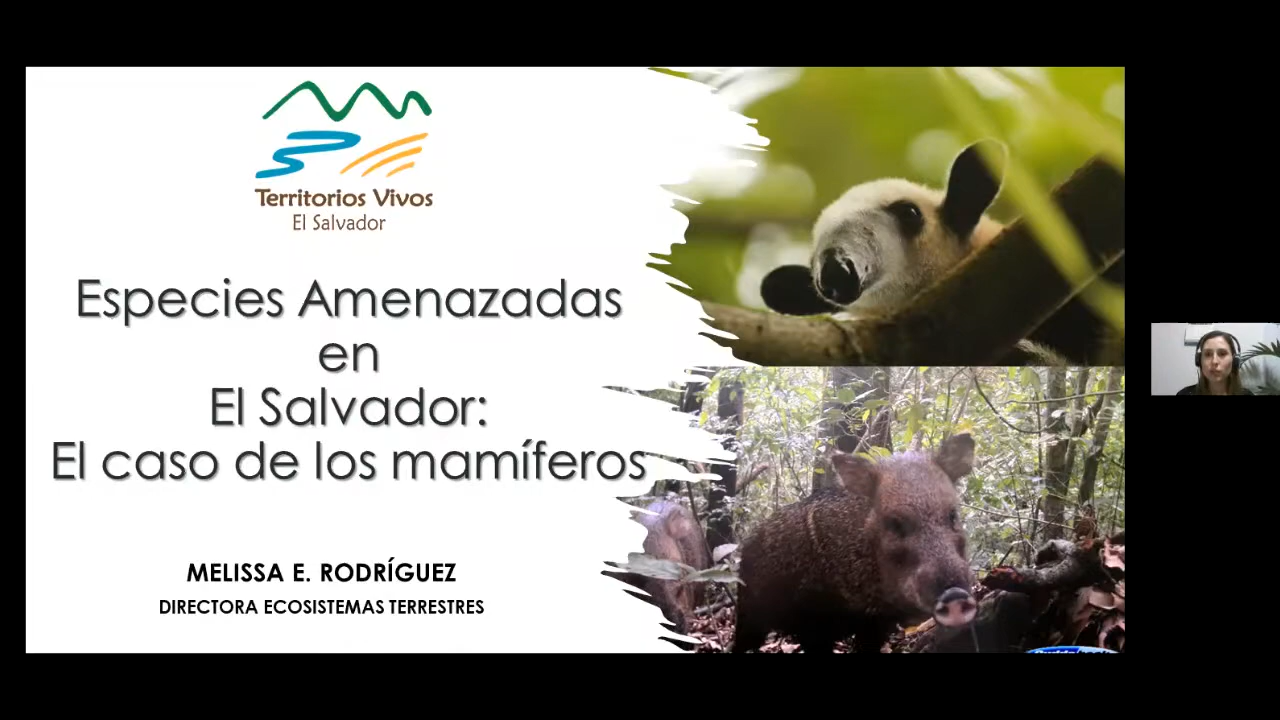 Territorios Vivos
El Salvador
Especies Amenazadas
en
El Salvador:
El caso de los mamíferos
MELISSA E. RODRÍGUEZ
DIRECTORA ECOSISTEMAS TERRESTRES